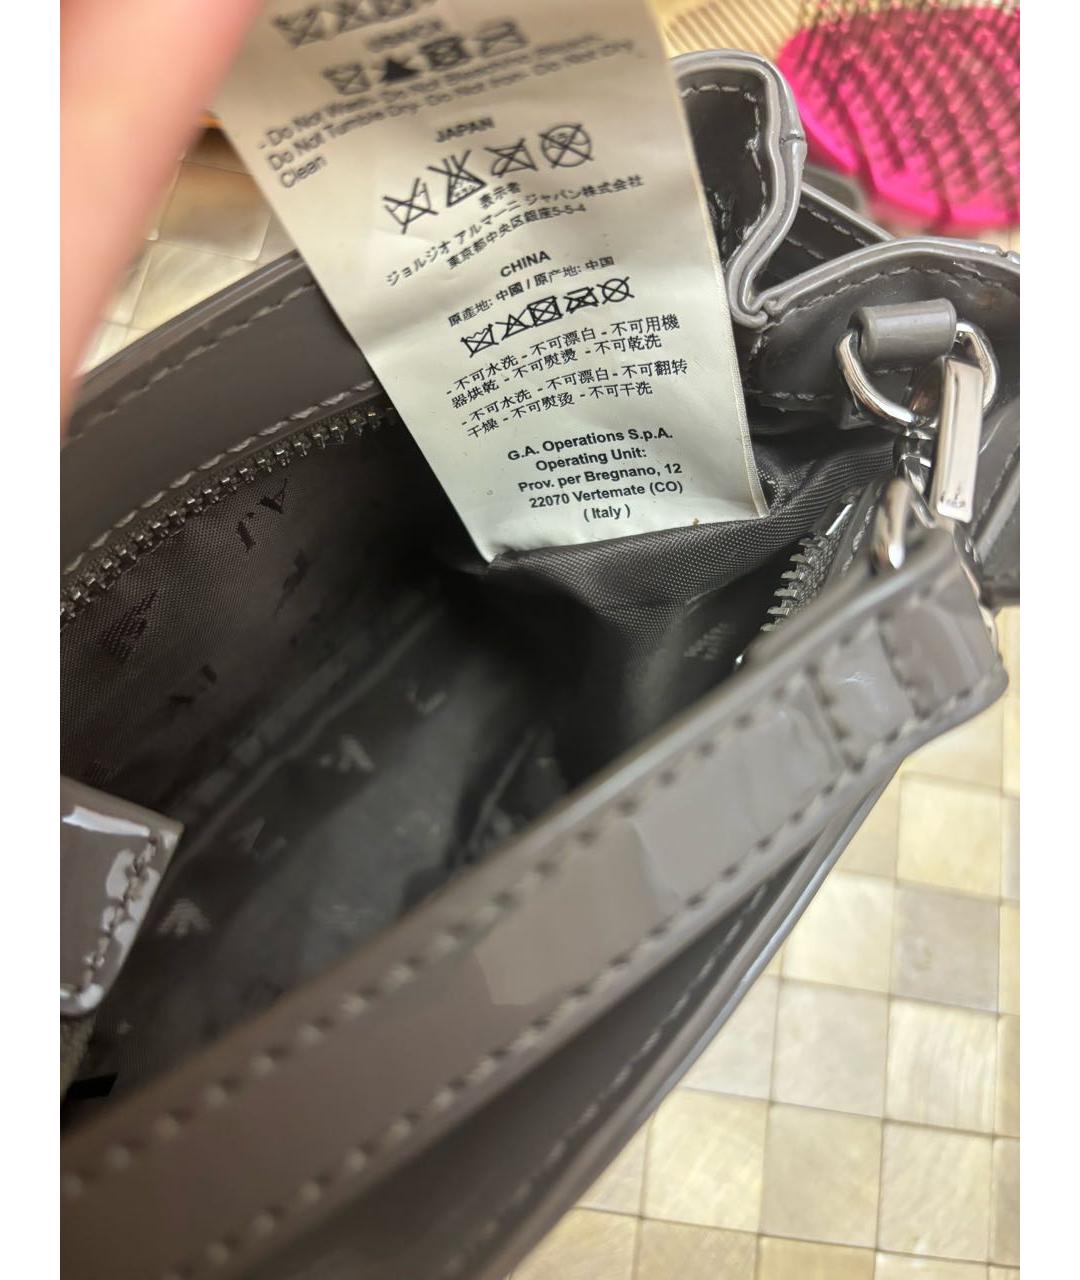 - Do Not Wash. Do Not Bleach.
Do Not Tumble Dry. Do Not Iron. Do Not Dry
Clean
JAPAN
表示者
ジョルジオ アルマーニ ジャパン株式会社
東京都中央区銀座5-5-4
CHINA
原產地: 中國 / 原产地: 中国
- 不可水洗 - 不可漂白 - 不可用機
器烘乾 - 不可熨燙 - 不可乾洗
- 不可水洗 - 不可漂白 - 不可翻转
干燥 - 不可熨烫 - 不可干洗
G.A. Operations S.p.A.
Operating Unit:
Prov. per Bregnano, 12
22070 Vertemate (CO)
( Italy )